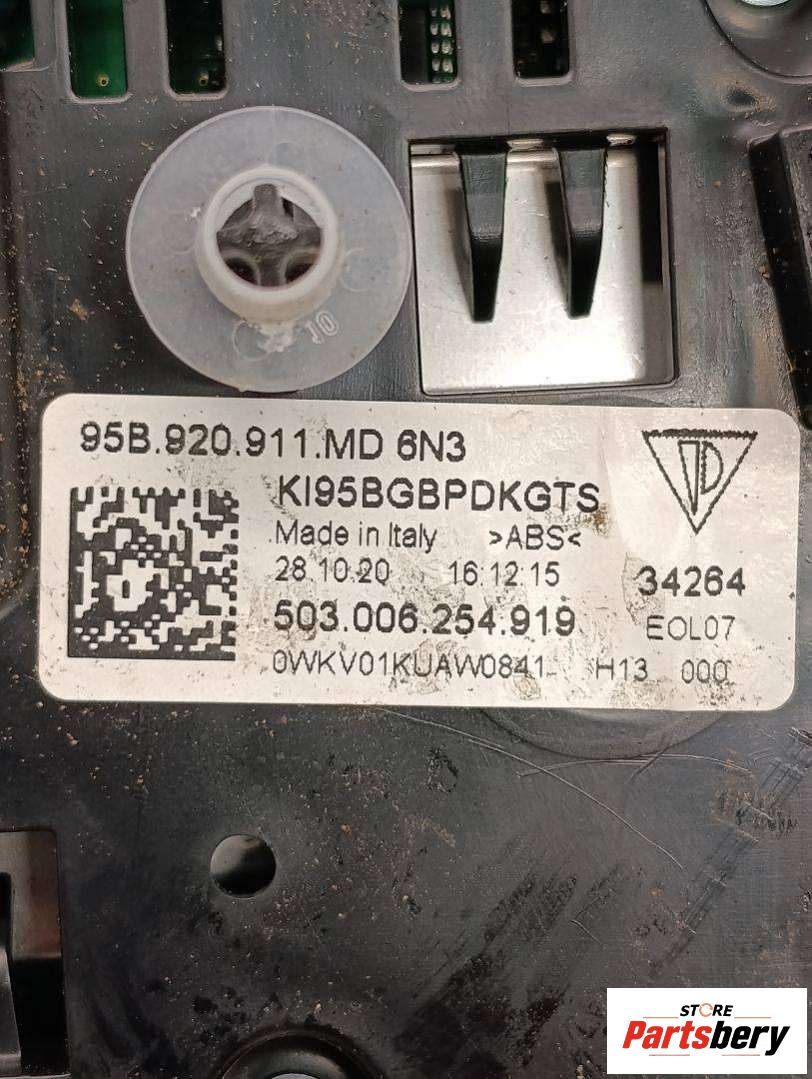 10
95B.920.911.MD 6N3
KI95BGBPDKGTS
Made in Italy >ABS<
28.10.20 16:12:15 34264
503.006.254.919 EOL07
0WKV01KUAW0841 H13 000
STORE
Partsbery